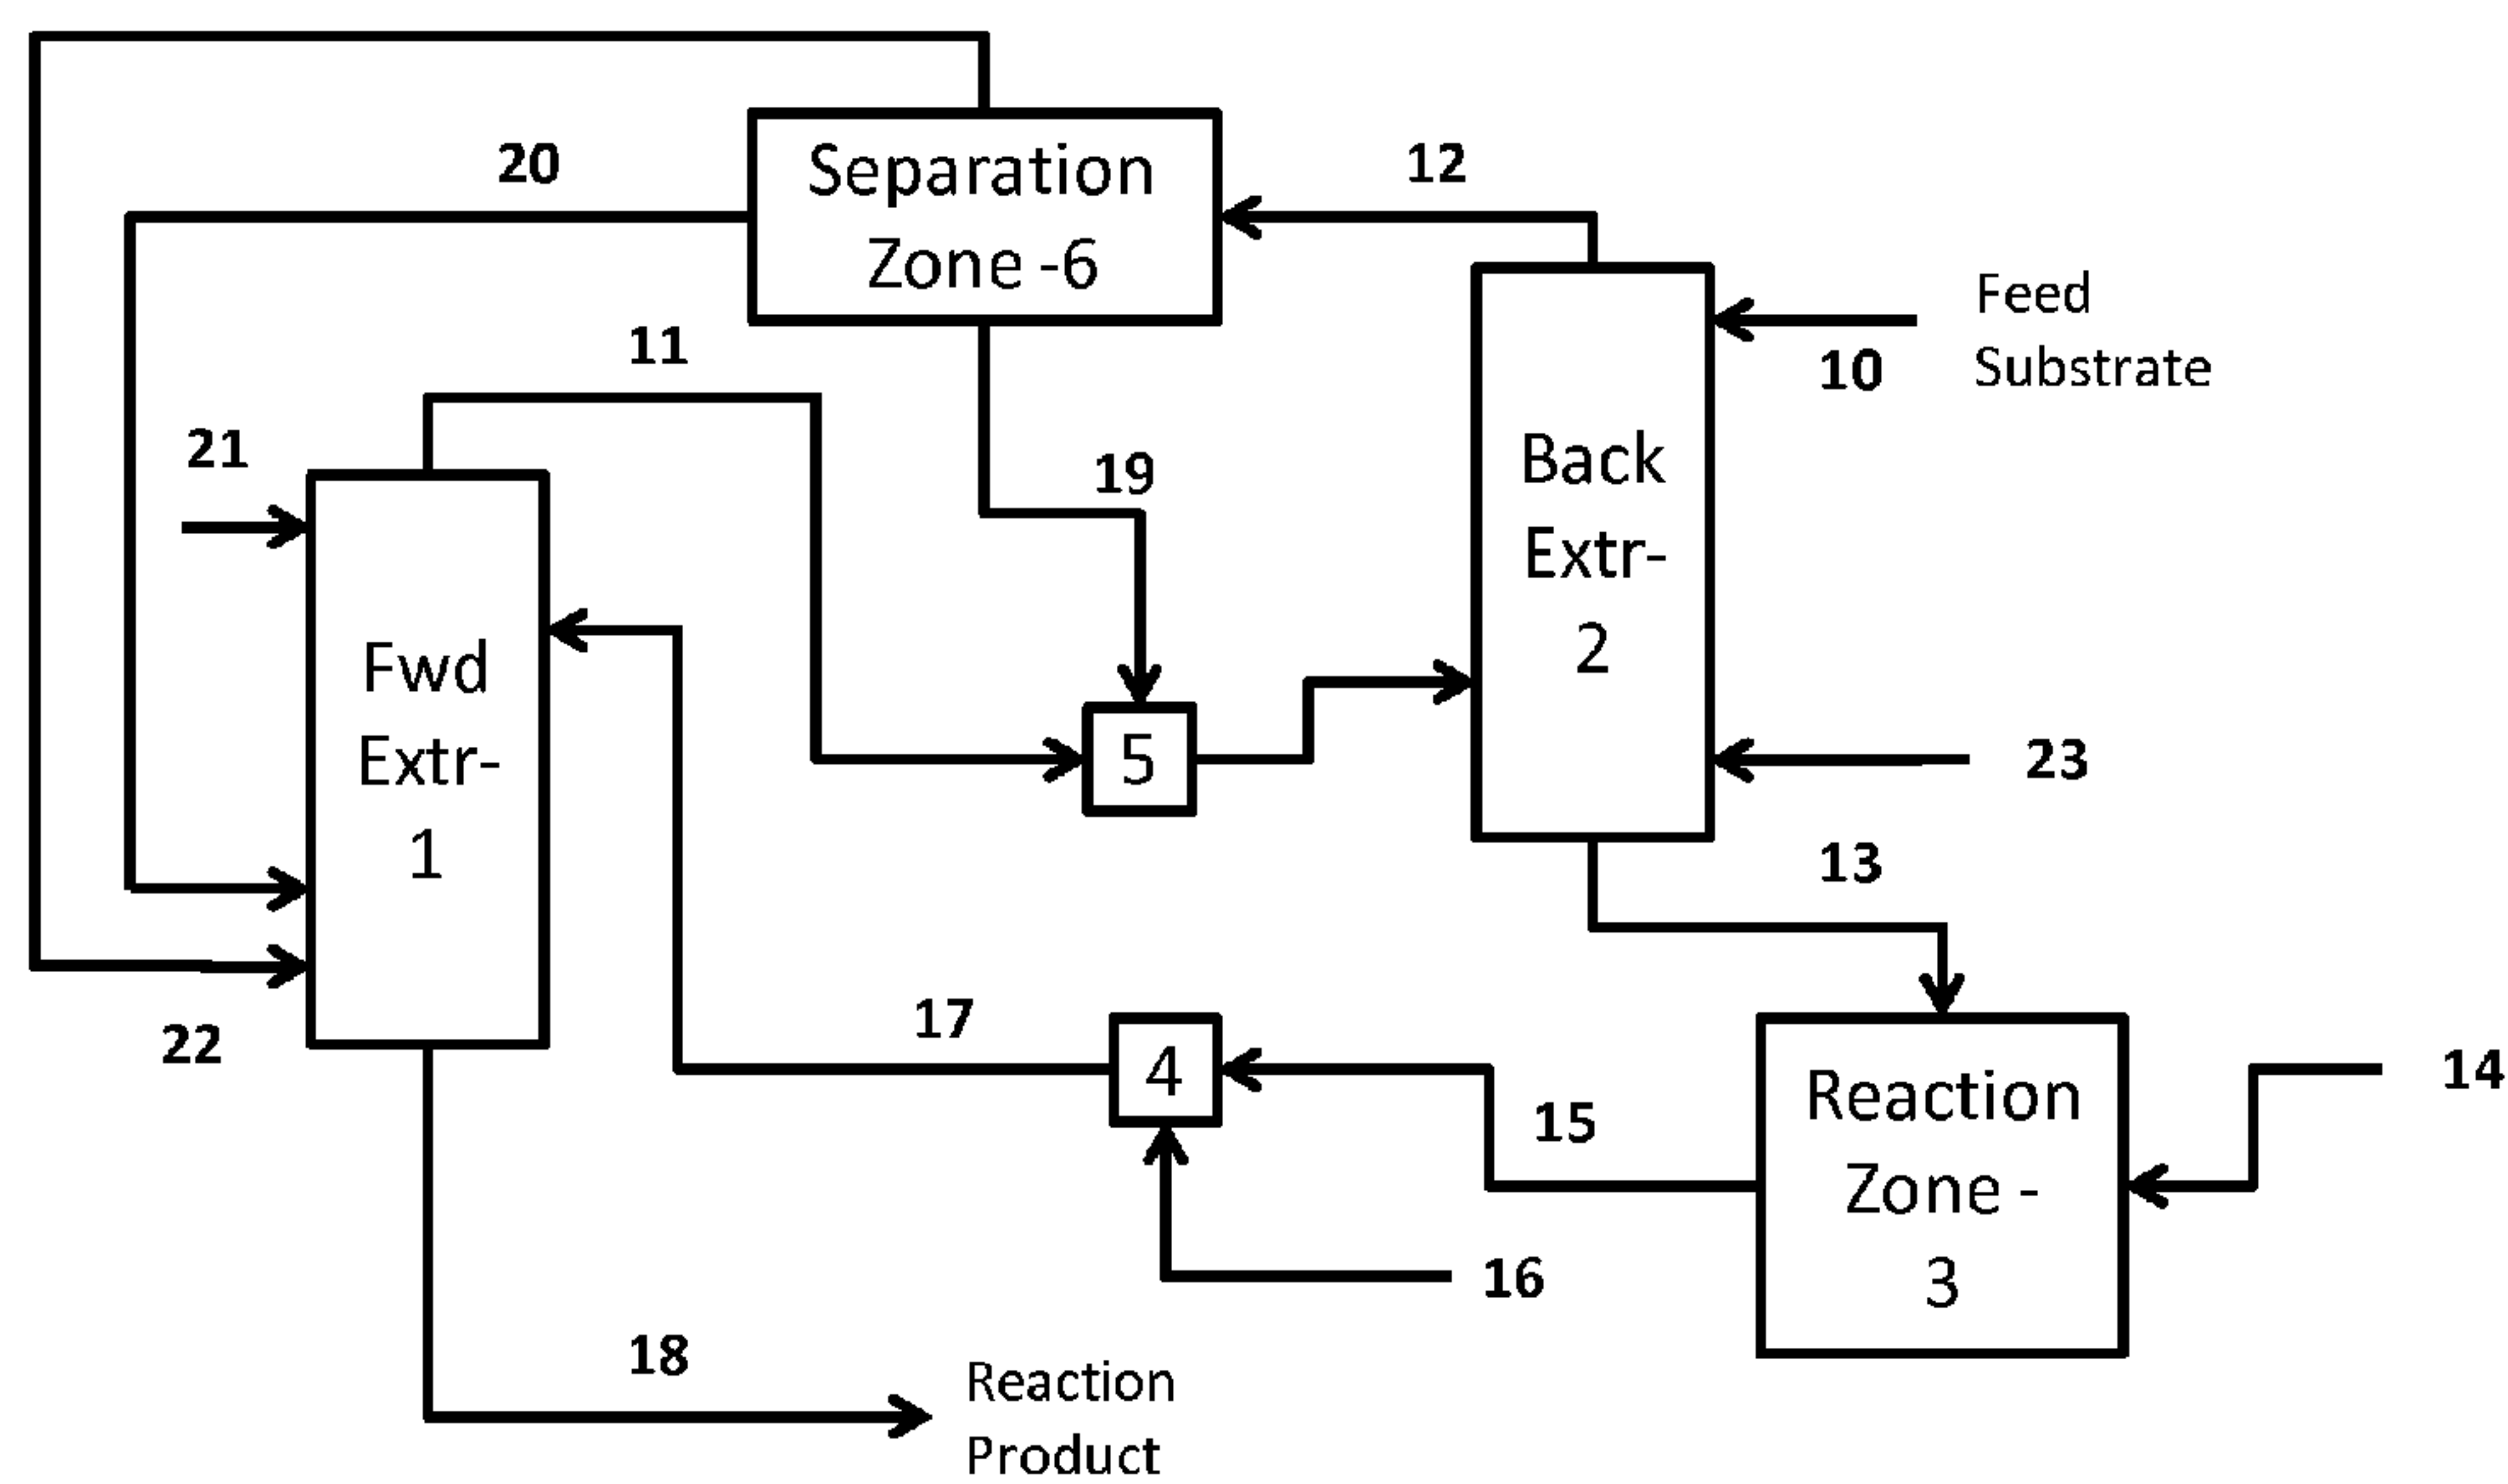 20
Separation
Zone -6
12
Feed
Substrate
10
11
21
19
Back
Extr-
2
Fwd
Extr-
1
5
23
13
22
17
4
15
Reaction
Zone -
3
14
16
18
Reaction
Product